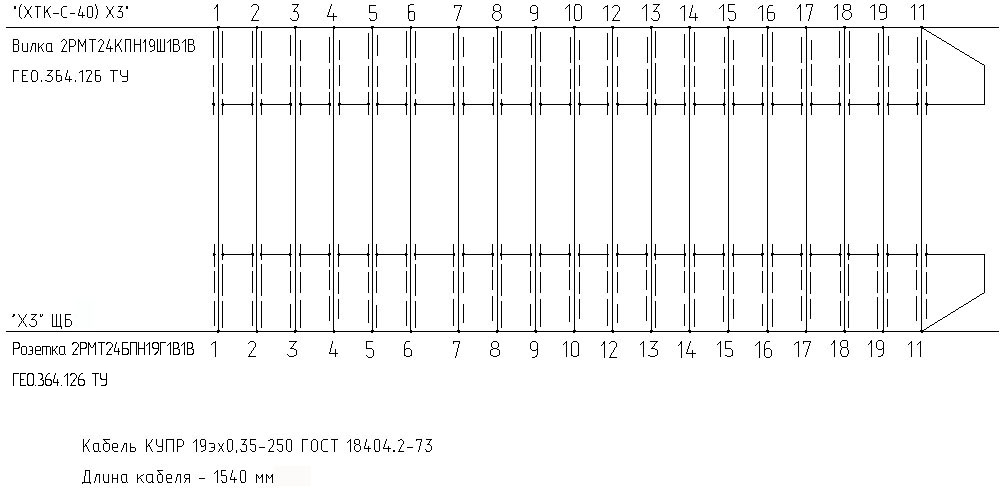 "(ХТК-С-40) Х3" 1 2 3 4 5 6 7 8 9 10 12 13 14 15 16 17 18 19 11
Вилка 2РМТ24КПН19Ш1В1В
ГЕО.364.126 ТУ
"Х3" ЩБ
Розетка 2РМТ24БПН19Г1В1В 1 2 3 4 5 6 7 8 9 10 12 13 14 15 16 17 18 19 11
ГЕО.364.126 ТУ
Кабель КУПР 19эх0,35-250 ГОСТ 18404.2-73
Длина кабеля - 1540 мм